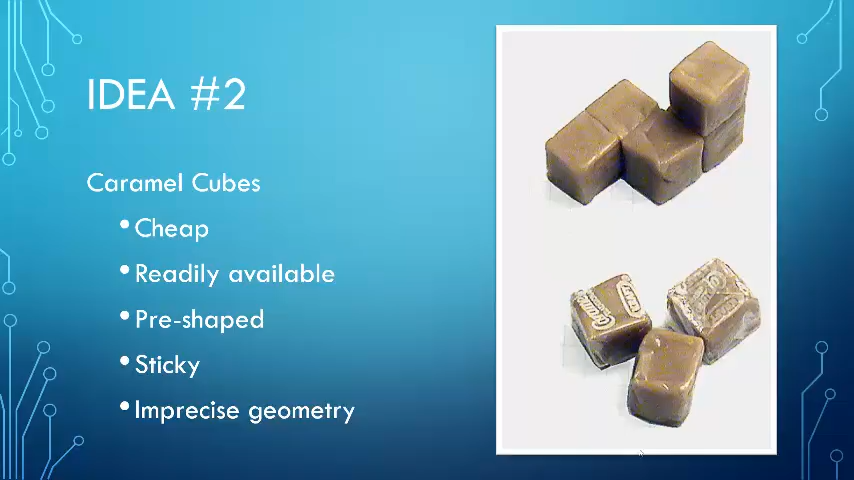 IDEA #2
Caramel Cubes
• Cheap
• Readily available
• Pre-shaped
• Sticky
• Imprecise geometry